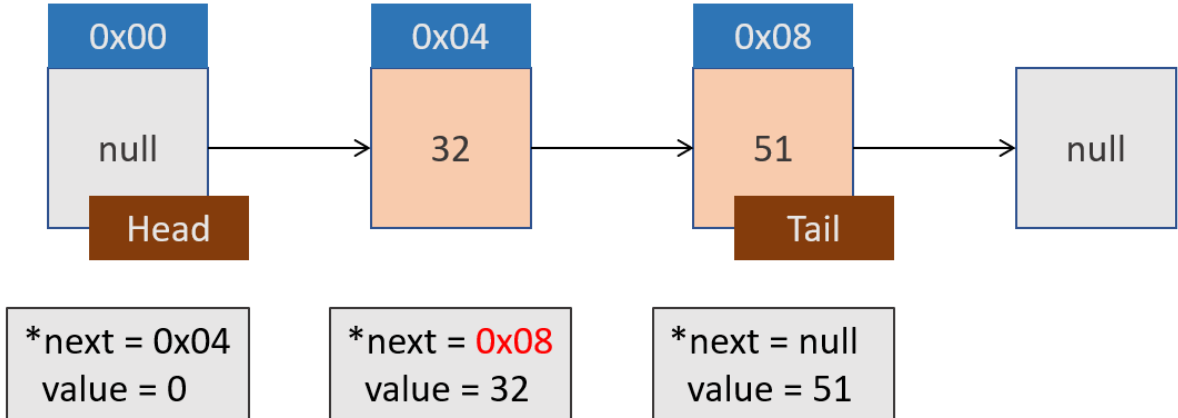 0x00
0x04
0x08
null
32
51
null
Head
Tail
*next = 0x04
value = 0
*next = 0x08
value = 32
*next = null
value = 51